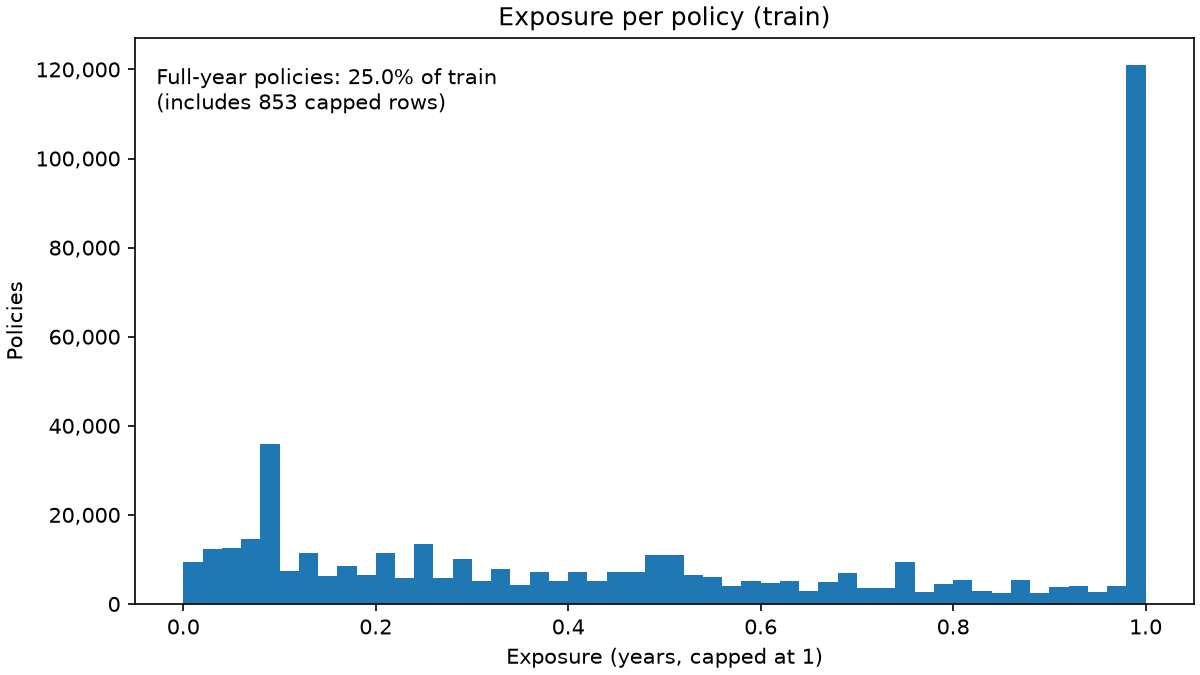 Exposure per policy (train)
Full-year policies: 25.0% of train
(includes 853 capped rows)
120,000
100,000
80,000
60,000
40,000
20,000
0
Policies
0.0 0.2 0.4 0.6 0.8 1.0
Exposure (years, capped at 1)